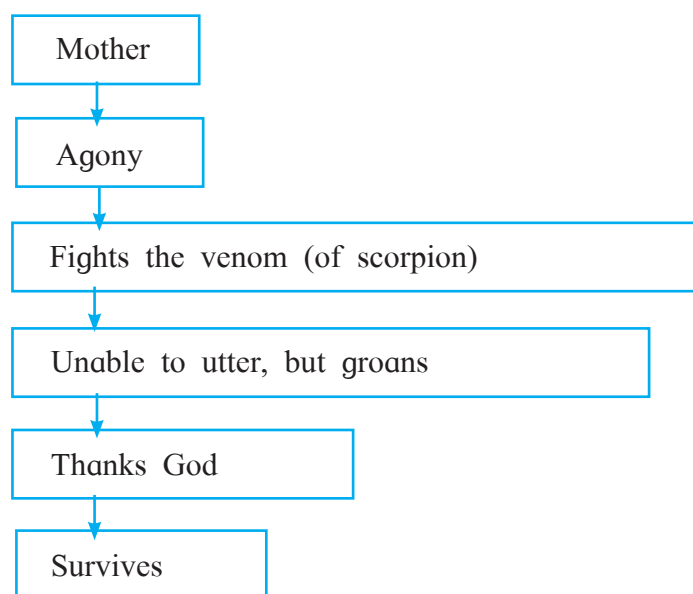 Mother
Agony
Fights the venom (of scorpion)
Unable to utter, but groans
Thanks God
Survives